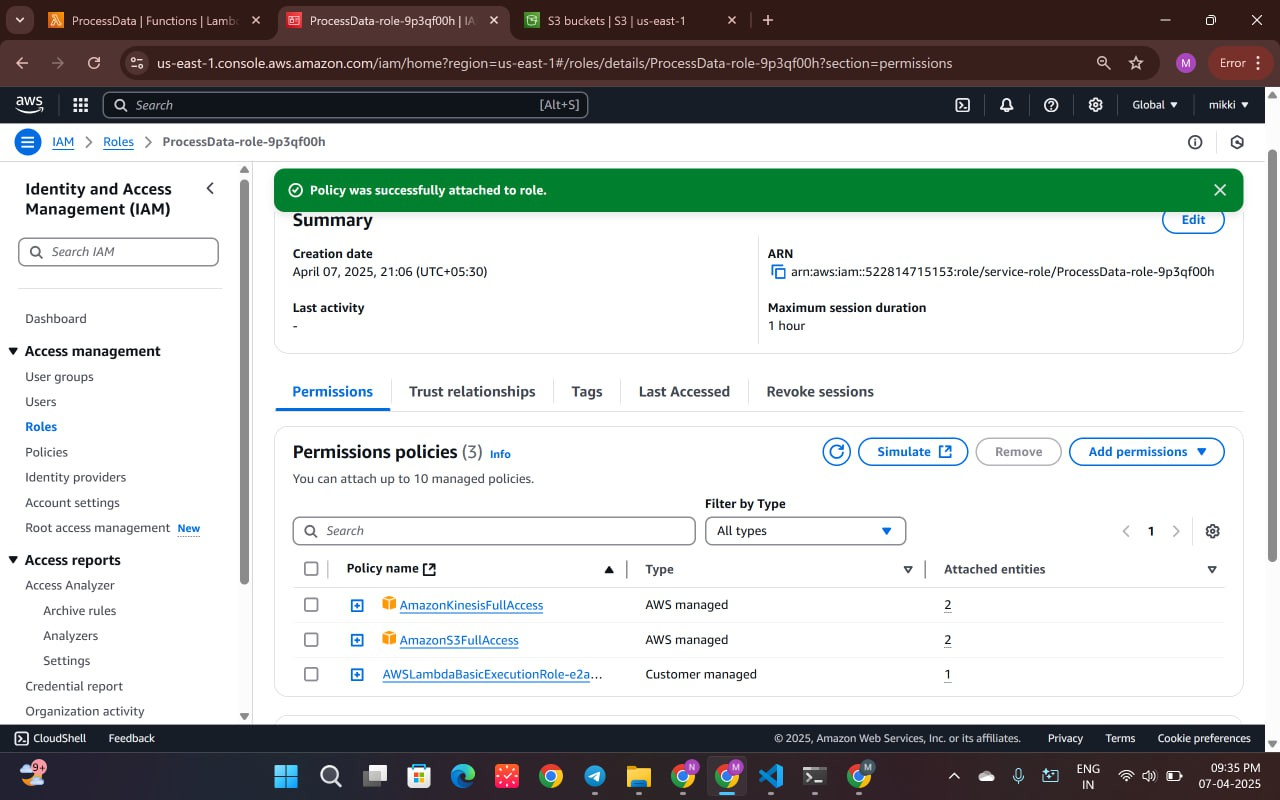 ProcessData | Functions | Lamb
ProcessData-role-9p3qf00h | IA
S3 buckets | S3 | us-east-1
us-east-1.console.aws.amazon.com/iam/home?region=us-east-1#/roles/details/ProcessData-role-9p3qf00h?section=permissions
M
Error
aws
Search
[Alt+S]
Global
mikki
IAM
Roles
ProcessData-role-9p3qf00h
Identity and Access
Management (IAM)
Search IAM
Dashboard
Access management
User groups
Users
Roles
Policies
Identity providers
Account settings
Root access management New
Access reports
Access Analyzer
Archive rules
Analyzers
Settings
Credential report
Organization activity
Policy was successfully attached to role.
Summary
Edit
Creation date
April 07, 2025, 21:06 (UTC+05:30)
ARN
arn:aws:iam::522814715153:role/service-role/ProcessData-role-9p3qf00h
Last activity
-
Maximum session duration
1 hour
Permissions
Trust relationships
Tags
Last Accessed
Revoke sessions
Permissions policies (3) Info
You can attach up to 10 managed policies.
Simulate
Remove
Add permissions
Filter by Type
Search
All types
1
Policy name
Type
Attached entities
AmazonKinesisFullAccess
AWS managed
2
AmazonS3FullAccess
AWS managed
2
AWSLambdaBasicExecutionRole-e2a...
Customer managed
1
CloudShell
Feedback
© 2025, Amazon Web Services, Inc. or its affiliates.
Privacy
Terms
Cookie preferences
9+
N
M
M
ENG
IN
09:35 PM
07-04-2025